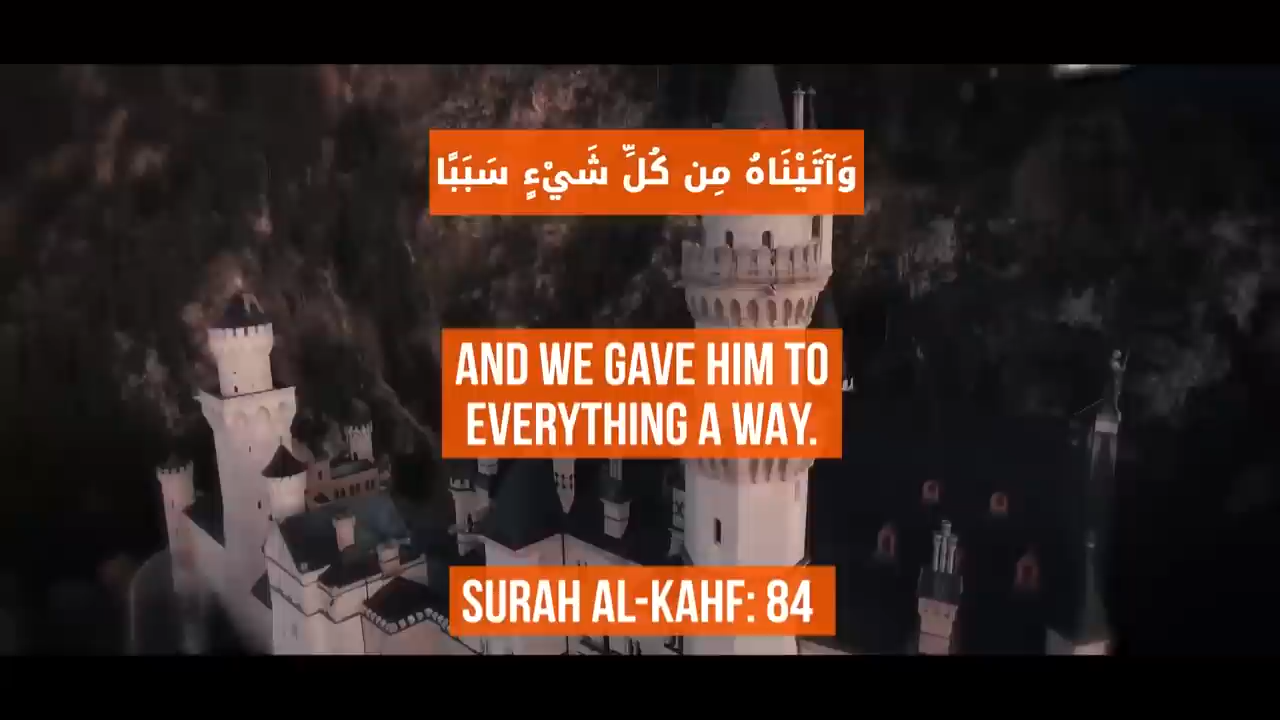 وَآتَيْنَاهُ مِن كُلِّ شَيْءٍ سَبَبًا
AND WE GAVE HIM TO
EVERYTHING A WAY.
SURAH AL-KAHF: 84